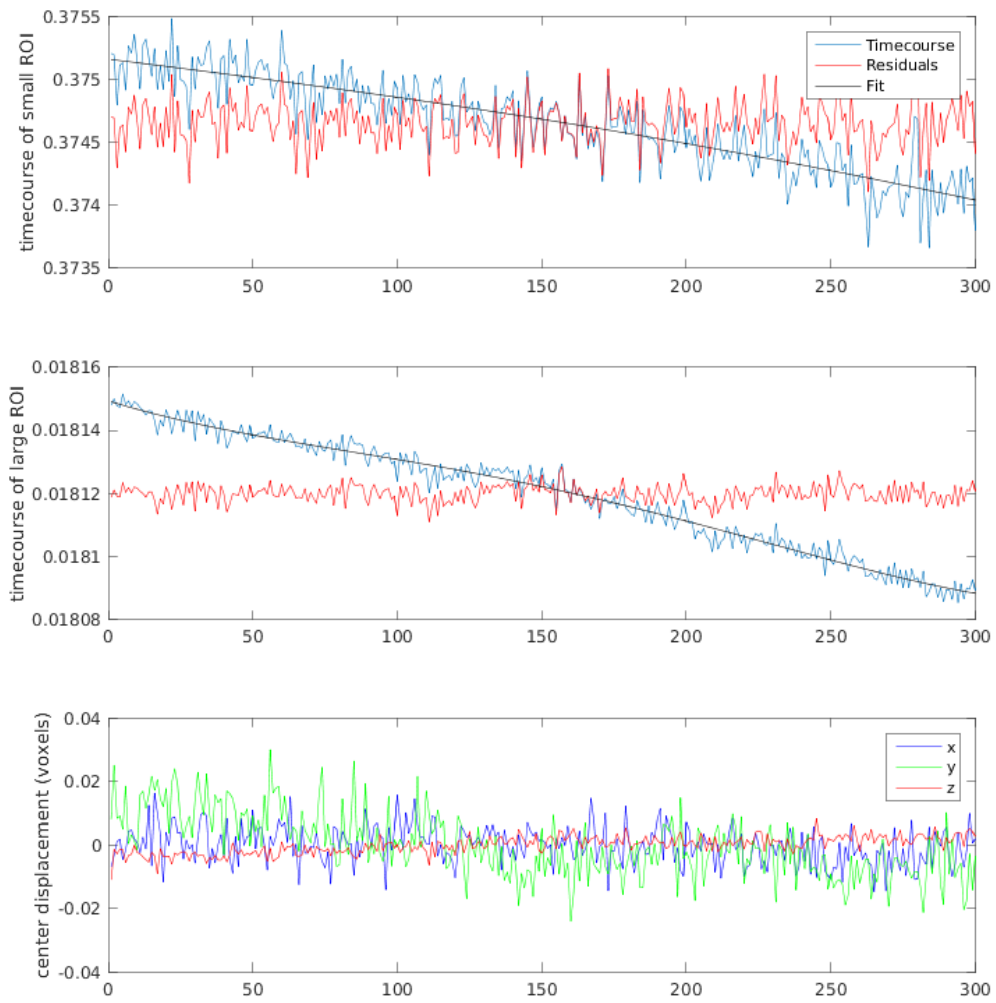 0.3755
0.375
0.3745
0.374
0.3735
timecourse of small ROI
Timecourse
Residuals
Fit
0 50 100 150 200 250 300
0.01816
0.01814
0.01812
0.0181
0.01808
timecourse of large ROI
0 50 100 150 200 250 300
0.04
0.02
0
-0.02
-0.04
center displacement (voxels)
x
y
z
0 50 100 150 200 250 300